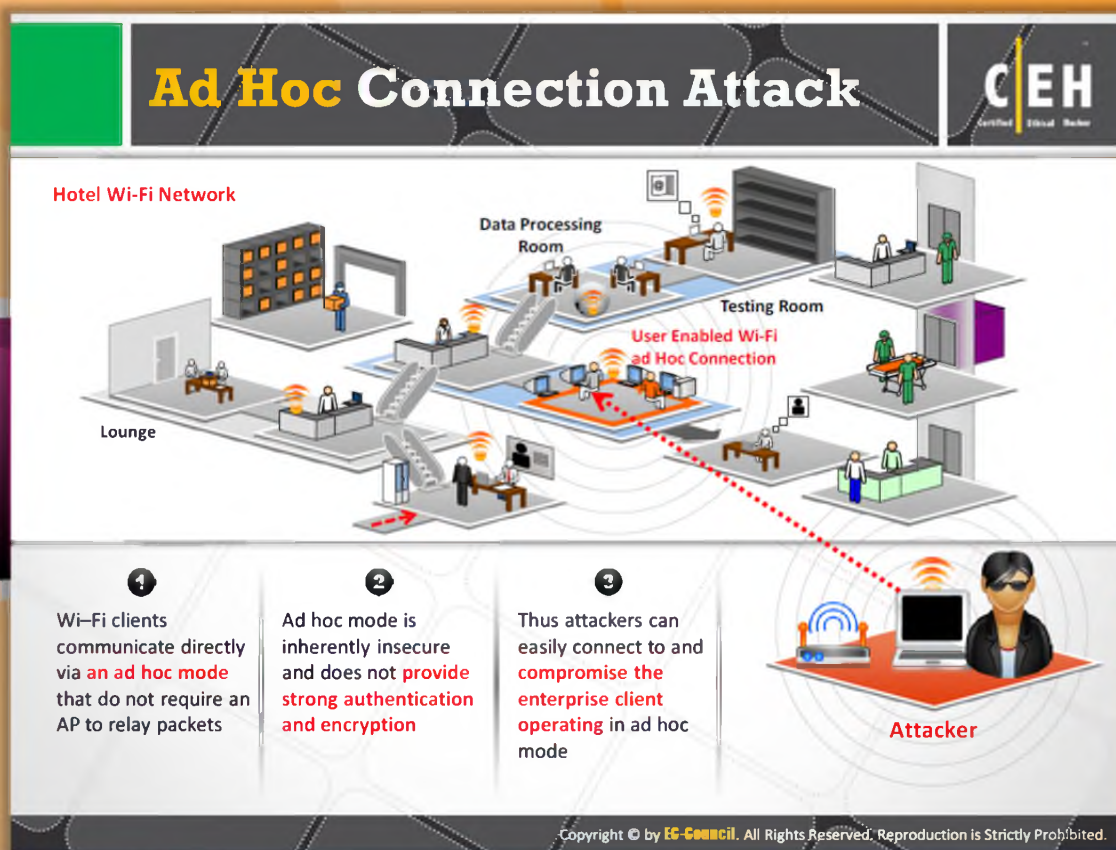 Ad Hoc Connection Attack
C EH
Certified Ethical Hacker
Hotel Wi-Fi Network
Data Processing
Room
Testing Room
User Enabled Wi-Fi
ad Hoc Connection
Lounge
1
Wi–Fi clients
communicate directly
via an ad hoc mode
that do not require an
AP to relay packets
2
Ad hoc mode is
inherently insecure
and does not provide
strong authentication
and encryption
3
Thus attackers can
easily connect to and
compromise the
enterprise client
operating in ad hoc
mode
Attacker
Copyright © by EC-Council. All Rights Reserved. Reproduction is Strictly Prohibited.